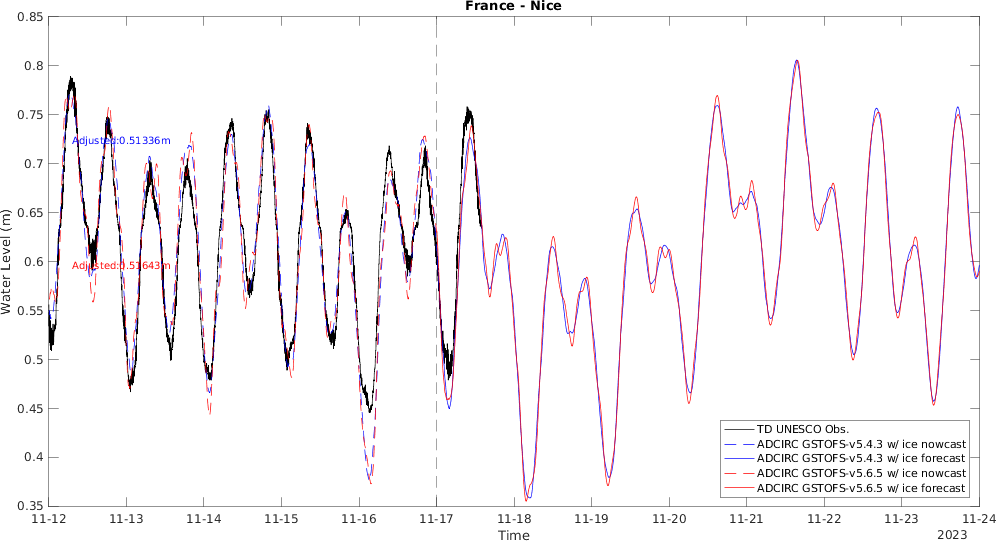 France - Nice
0.85
0.8
0.75
0.7
0.65
0.6
0.55
0.5
0.45
0.4
0.35
Water Level (m)
Adjusted:0.51336m
Adjusted:0.51643m
TD UNESCO Obs.
ADCIRC GSTOFS-v5.4.3 w/ ice nowcast
ADCIRC GSTOFS-v5.4.3 w/ ice forecast
ADCIRC GSTOFS-v5.6.5 w/ ice nowcast
ADCIRC GSTOFS-v5.6.5 w/ ice forecast
11-12 11-13 11-14 11-15 11-16 11-17 11-18 11-19 11-20 11-21 11-22 11-23 11-24
Time
2023